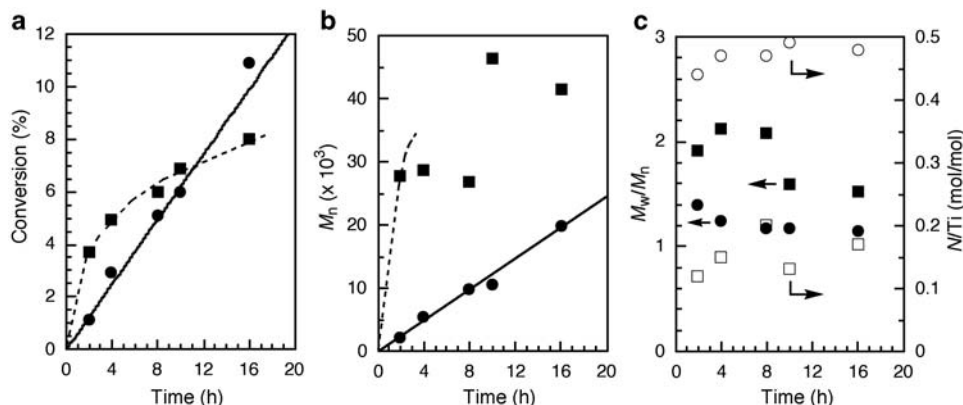 a
Conversion (%)
12
10
8
6
4
2
0
0 4 8 12 16 20
Time (h)
b
Mn (x 10³)
50
40
30
20
10
0
0 4 8 12 16 20
Time (h)
c
Mw/Mn
3
2
1
0
0 4 8 12 16 20
Time (h)
0.5
0.4
0.3
0.2
0.1
0
N/Ti (mol/mol)